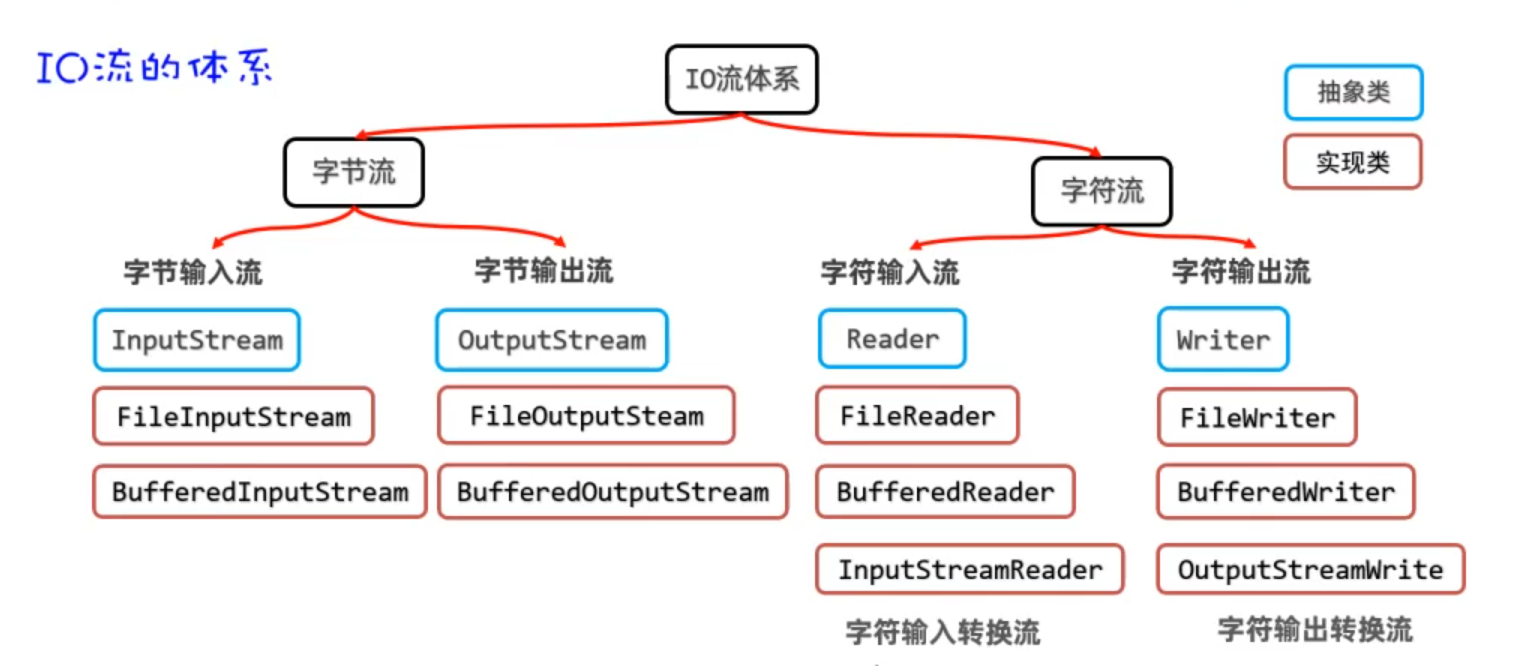 IO流的体系
IO流体系
抽象类
实现类
字节流
字符流
字节输入流
字节输出流
字符输入流
字符输出流
InputStream
OutputStream
Reader
Writer
FileInputStream
FileOutputSteam
FileReader
FileWriter
BufferedInputStream
BufferedOutputStream
BufferedReader
BufferedWriter
InputStreamReader
OutputStreamWrite
字符输入转换流
字符输出转换流